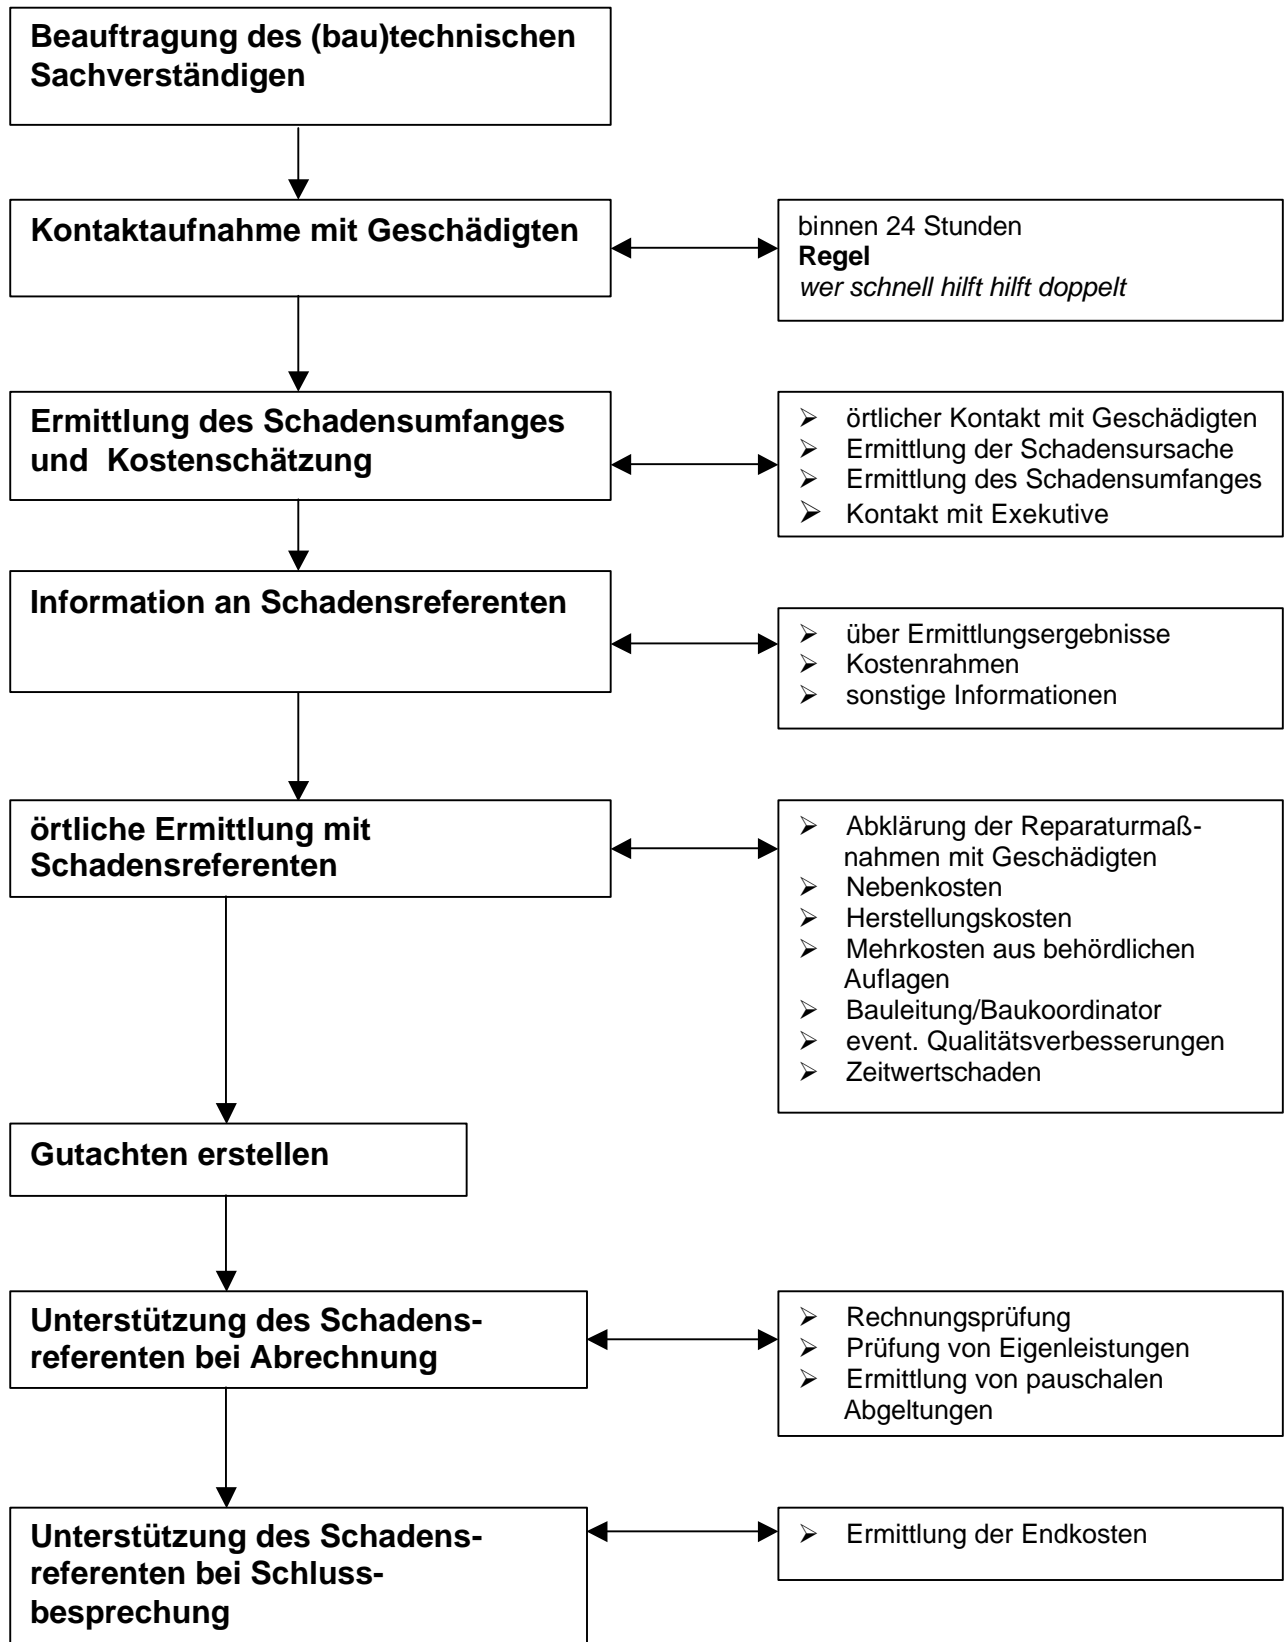 Beauftragung des (bau)technischen
Sachverständigen
Kontaktaufnahme mit Geschädigten
binnen 24 Stunden
Regel
wer schnell hilft hilft doppelt
Ermittlung des Schadensumfanges
und Kostenschätzung
➢ örtlicher Kontakt mit Geschädigten
➢ Ermittlung der Schadensursache
➢ Ermittlung des Schadensumfanges
➢ Kontakt mit Exekutive
Information an Schadensreferenten
➢ über Ermittlungsergebnisse
➢ Kostenrahmen
➢ sonstige Informationen
örtliche Ermittlung mit
Schadensreferenten
➢ Abklärung der Reparaturmaß-
nahmen mit Geschädigten
➢ Nebenkosten
➢ Herstellungskosten
➢ Mehrkosten aus behördlichen
Auflagen
➢ Bauleitung/Baukoordinator
➢ event. Qualitätsverbesserungen
➢ Zeitwertschaden
Gutachten erstellen
Unterstützung des Schadens-
referenten bei Abrechnung
➢ Rechnungsprüfung
➢ Prüfung von Eigenleistungen
➢ Ermittlung von pauschalen
Abgeltungen
Unterstützung des Schadens-
referenten bei Schluss-
besprechung
➢ Ermittlung der Endkosten